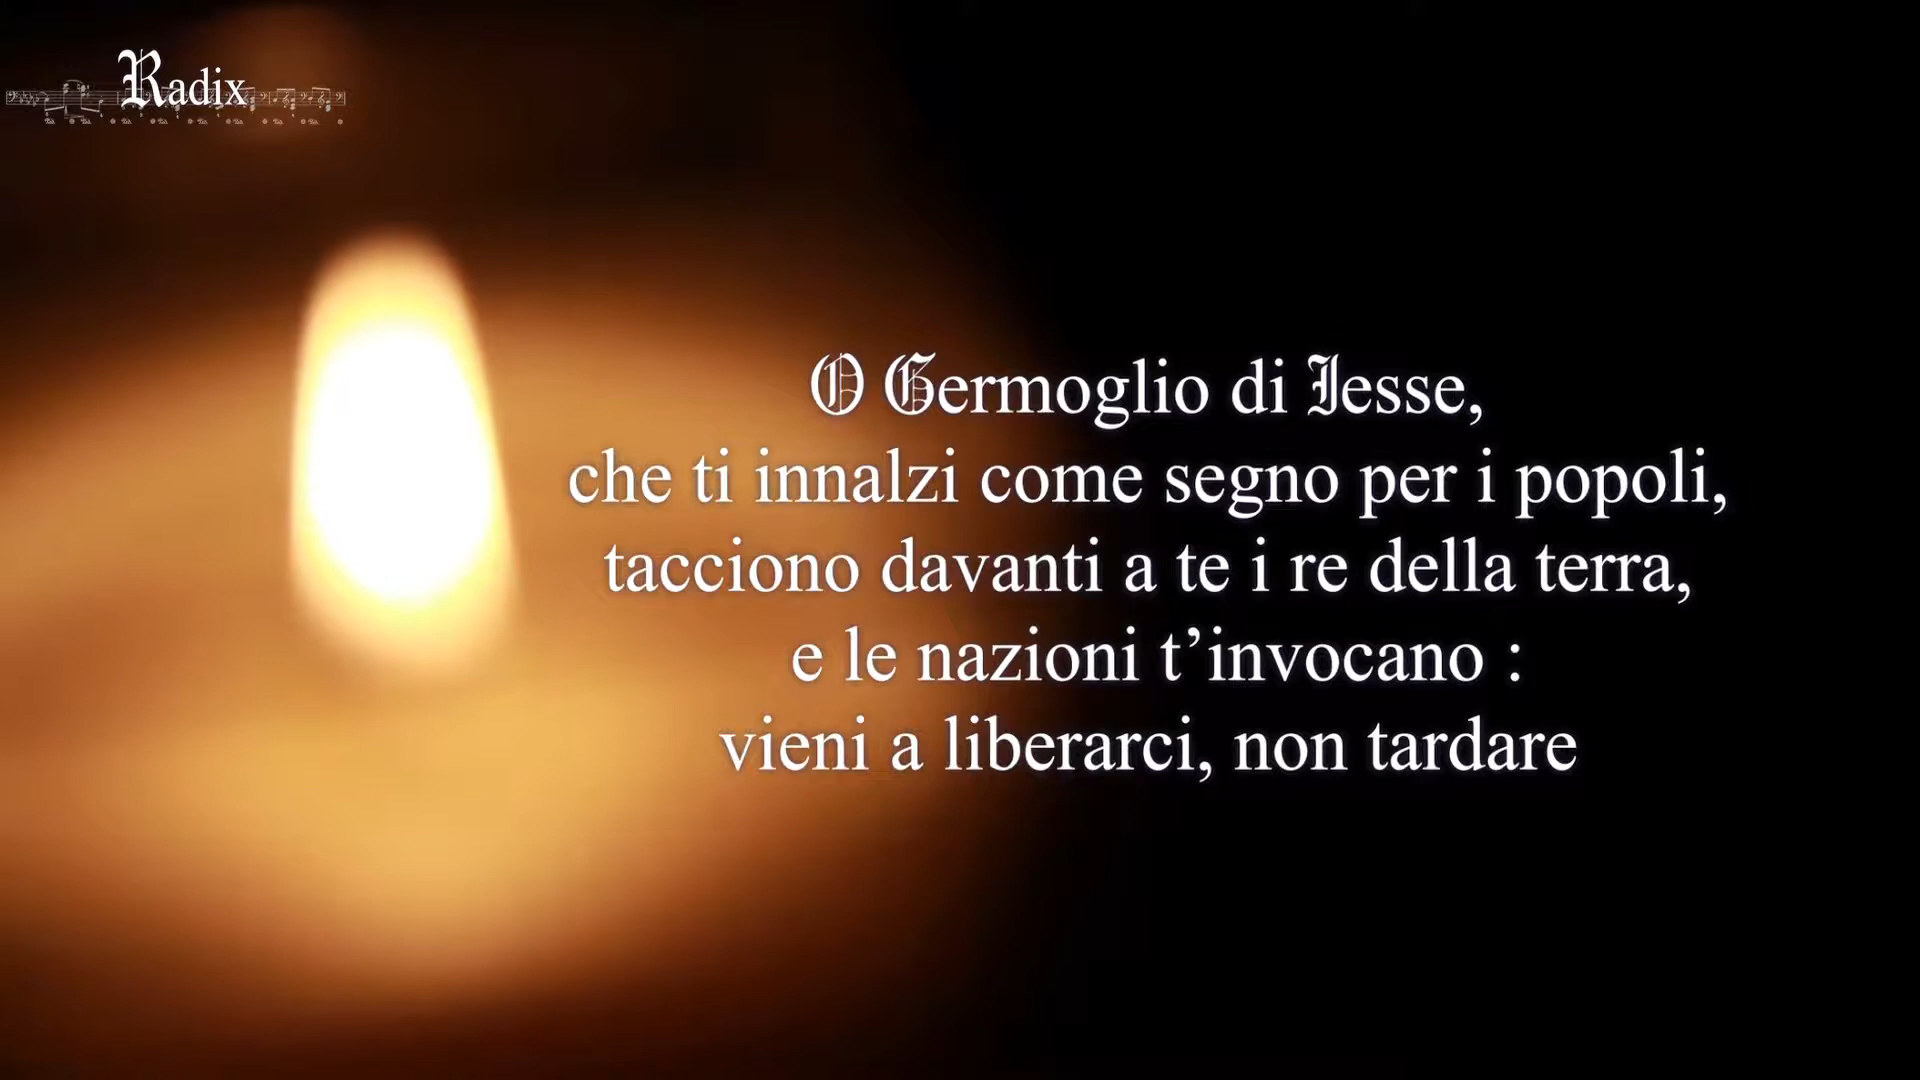 Radix
O Germoglio di Iesse,
che ti innalzi come segno per i popoli,
tacciono davanti a te i re della terra,
e le nazioni t’invocano :
vieni a liberarci, non tardare